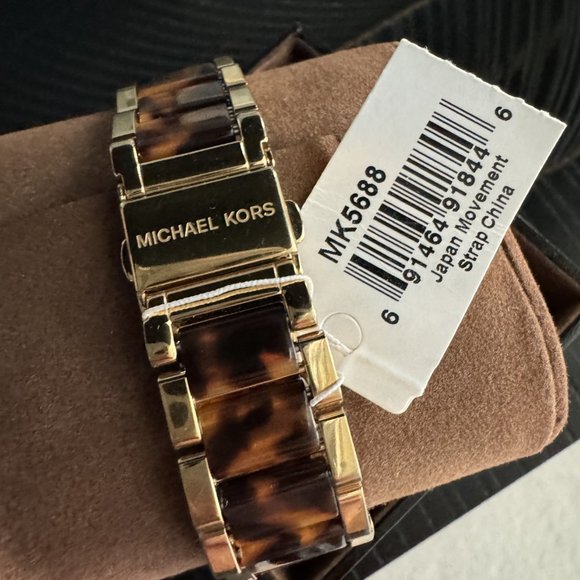 MICHAEL KORS
MK5688
6 91464 91844 6
Japan Movement
Strap China